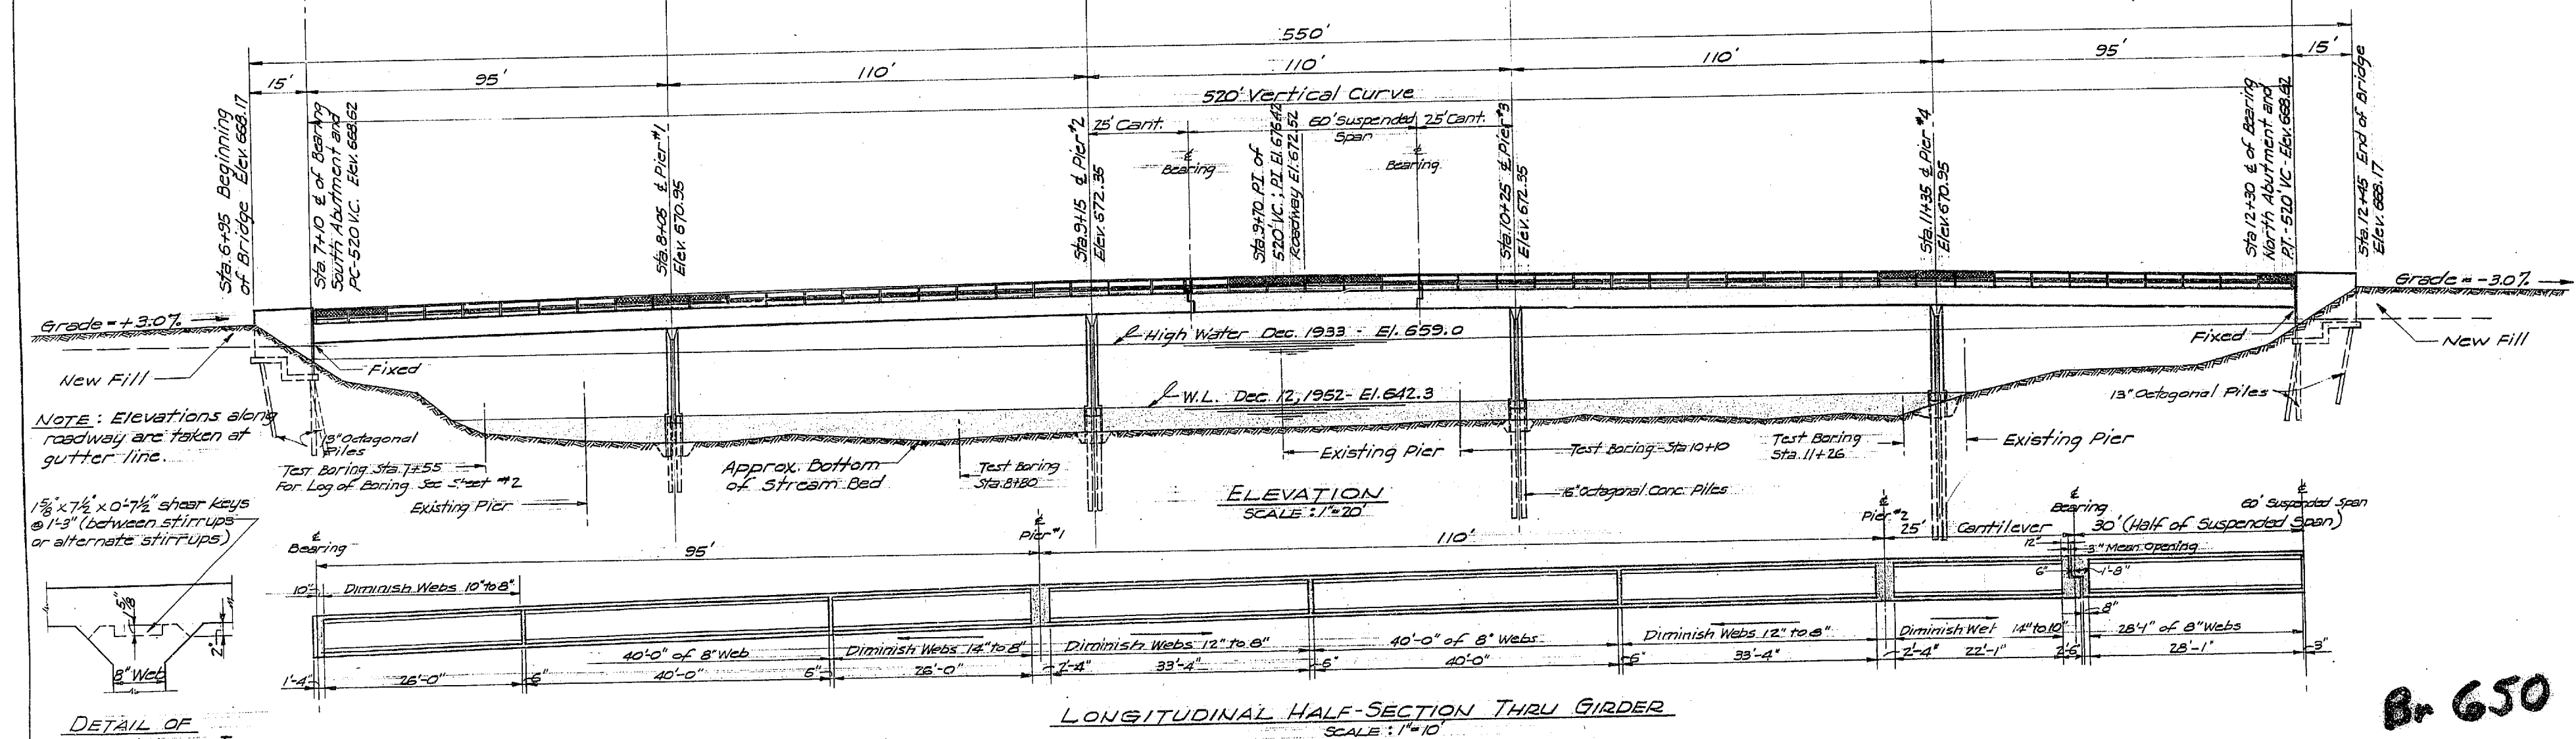 550'
15'
95'
110'
110'
110'
95'
15'
520' Vertical Curve
25' Cant.
60' Suspended
Span
25' Cant.
℄
Bearing
℄
Bearing
Sta. 6+95 Beginning
of Bridge Elev. 668.17
Sta. 7+10 ℄ of Bearing
South Abutment and
PC-520' V.C. Elev. 668.62
Sta. 8+05 ℄ Pier #1
Elev. 670.95
Sta. 9+15 ℄ Pier #2
Elev. 672.35
Sta. 9+70 P.I. of
520' V.C.; P.I. El. 676.42
Roadway El. 672.52
Sta. 10+25 ℄ Pier #3
Elev. 672.35
Sta. 11+35 ℄ Pier #4
Elev. 670.95
Sta 12+30 ℄ of Bearing
North Abutment and
P.T.-520' VC-Elev. 668.62
Sta. 12+45 End of Bridge
Elev. 668.17
Grade=+3.0%
Grade=-3.0%
New Fill
Fixed
High Water Dec. 1933 - El. 659.0
W.L. Dec. 12, 1952 - El. 642.3
Fixed
New Fill
NOTE: Elevations along
roadway are taken at
gutter line.
13" Octagonal
Piles
Test Boring Sta. 7+55
For Log of Boring See Sheet #2
Existing Pier
Approx. Bottom
of Stream Bed
Test Boring
Sta. 8+80
Existing Pier
Test Boring-Sta 10+10
Test Boring
Sta. 11+26
Existing Pier
13" Octagonal Piles
16" Octagonal Conc. Piles
ELEVATION
SCALE: 1"=20'
1 5/8" x 7 1/2" x 0'-7 1/2" shear keys
@ 1'-3" (between stirrups
or alternate stirrups)
1 5/8"
2"
8" Web
DETAIL OF
℄
Bearing
95'
℄
Pier #1
110'
℄
Pier #2
25'
Cantilever
℄
Bearing
30' (Half of Suspended Span)
℄
60' Suspended Span
12"
3" Mean Opening
6"
1'-8"
8"
10"
Diminish Webs 10" to 8"
40'-0" of 8" Web
Diminish Webs 14" to 8"
Diminish Webs 12" to 8"
40'-0" of 8" Webs
Diminish Webs 12" to 8"
Diminish Web 14" to 10"
28'-1" of 8" Webs
1'-4"
26'-0"
6"
40'-0"
6"
26'-0"
2'-4"
33'-4"
6"
40'-0"
6"
33'-4"
2'-4"
22'-1"
2'-6"
28'-1"
3"
LONGITUDINAL HALF-SECTION THRU GIRDER
SCALE: 1"=10'
Br 650